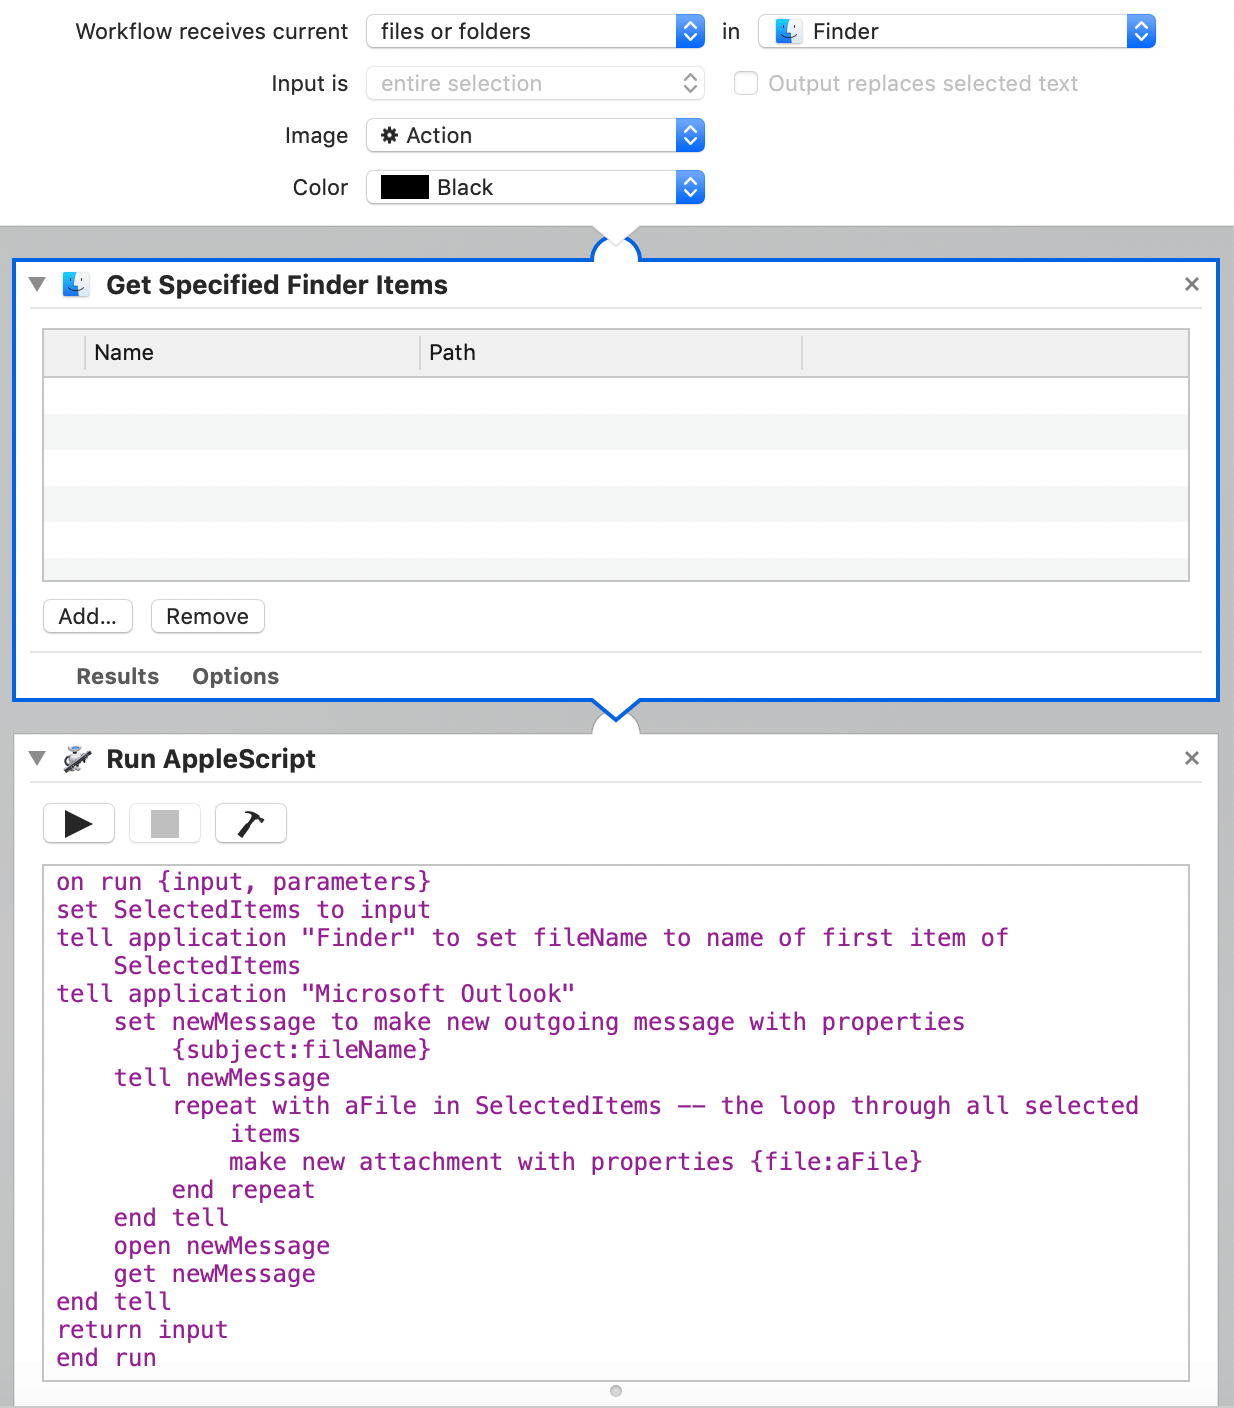 Workflow receives current files or folders in Finder
Input is entire selection Output replaces selected text
Image Action
Color Black
Get Specified Finder Items
Name Path
Add... Remove
Results Options
Run AppleScript
on run {input, parameters}
set SelectedItems to input
tell application "Finder" to set fileName to name of first item of
SelectedItems
tell application "Microsoft Outlook"
set newMessage to make new outgoing message with properties
{subject:fileName}
tell newMessage
repeat with aFile in SelectedItems -- the loop through all selected
items
make new attachment with properties {file:aFile}
end repeat
end tell
open newMessage
get newMessage
end tell
return input
end run